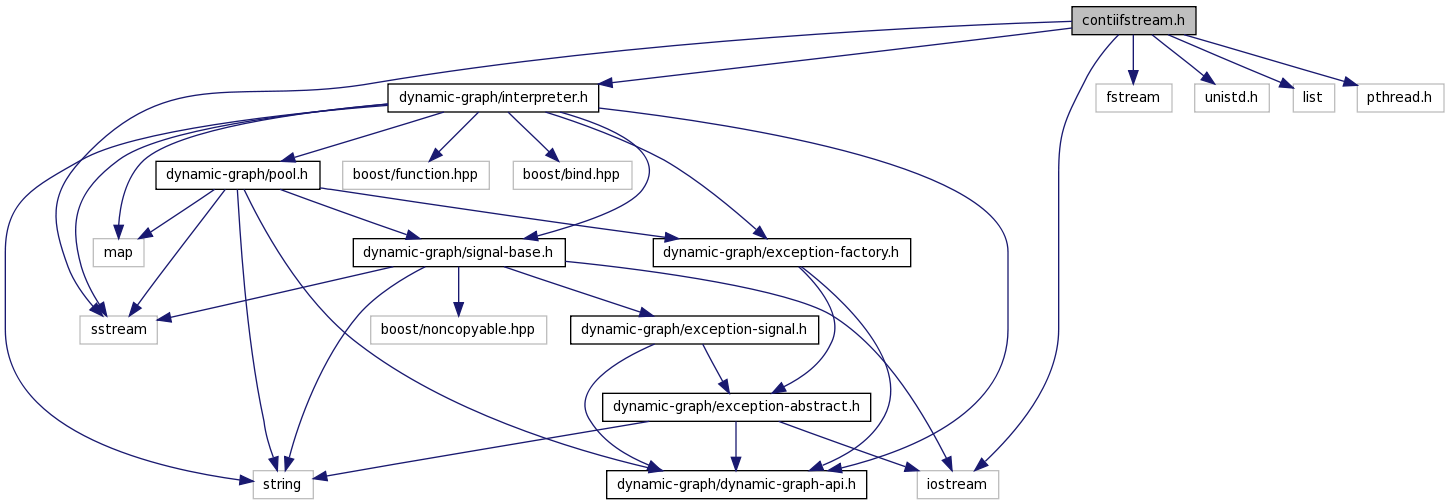 contiifstream.h
dynamic-graph/interpreter.h
fstream
unistd.h
list
pthread.h
dynamic-graph/pool.h
boost/function.hpp
boost/bind.hpp
map
dynamic-graph/signal-base.h
dynamic-graph/exception-factory.h
sstream
boost/noncopyable.hpp
dynamic-graph/exception-signal.h
dynamic-graph/exception-abstract.h
string
dynamic-graph/dynamic-graph-api.h
iostream